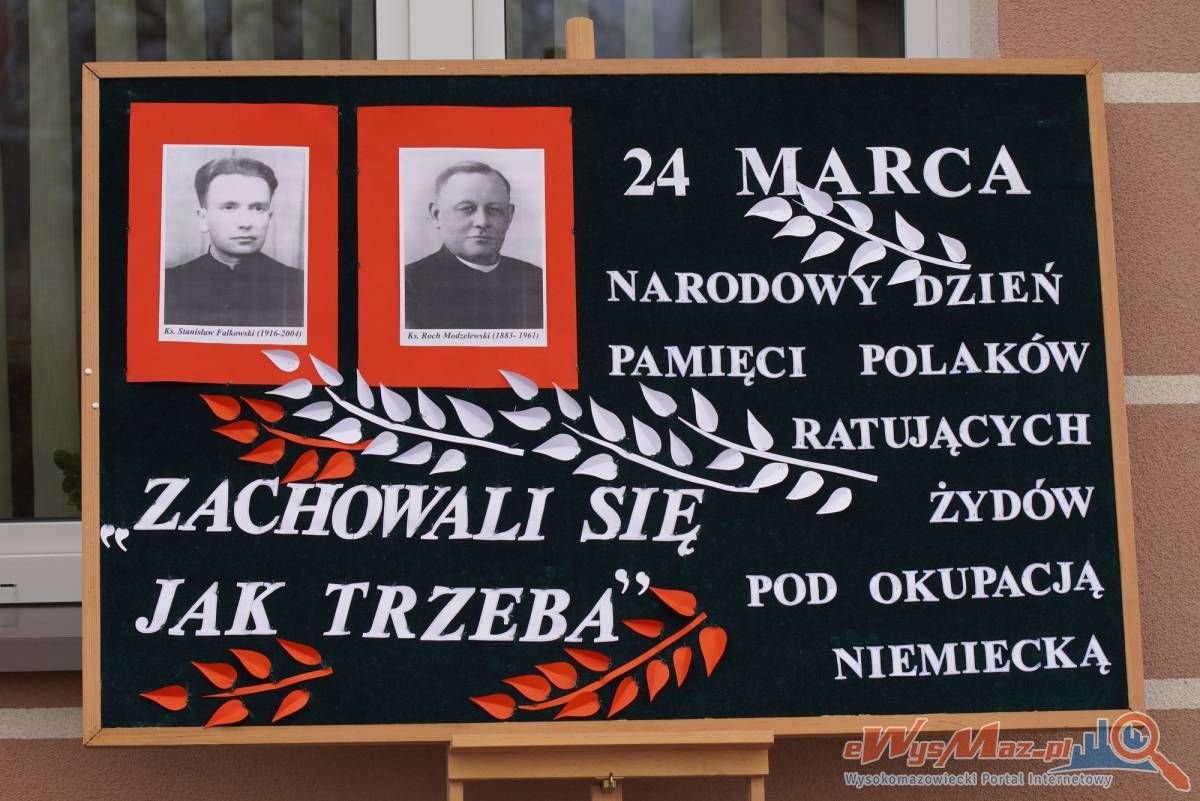 Ks. Stanisław Falkowski (1916-2004)
Ks. Roch Modzelewski (1883- 1961)
24 MARCA
NARODOWY DZIEŃ
PAMIĘCI POLAKÓW
RATUJĄCYCH
ŻYDÓW
POD OKUPACJĄ
NIEMIECKĄ
„ZACHOWALI SIĘ
JAK TRZEBA”
eWysMaz.pl
Wysokomazowiecki Portal Internetowy